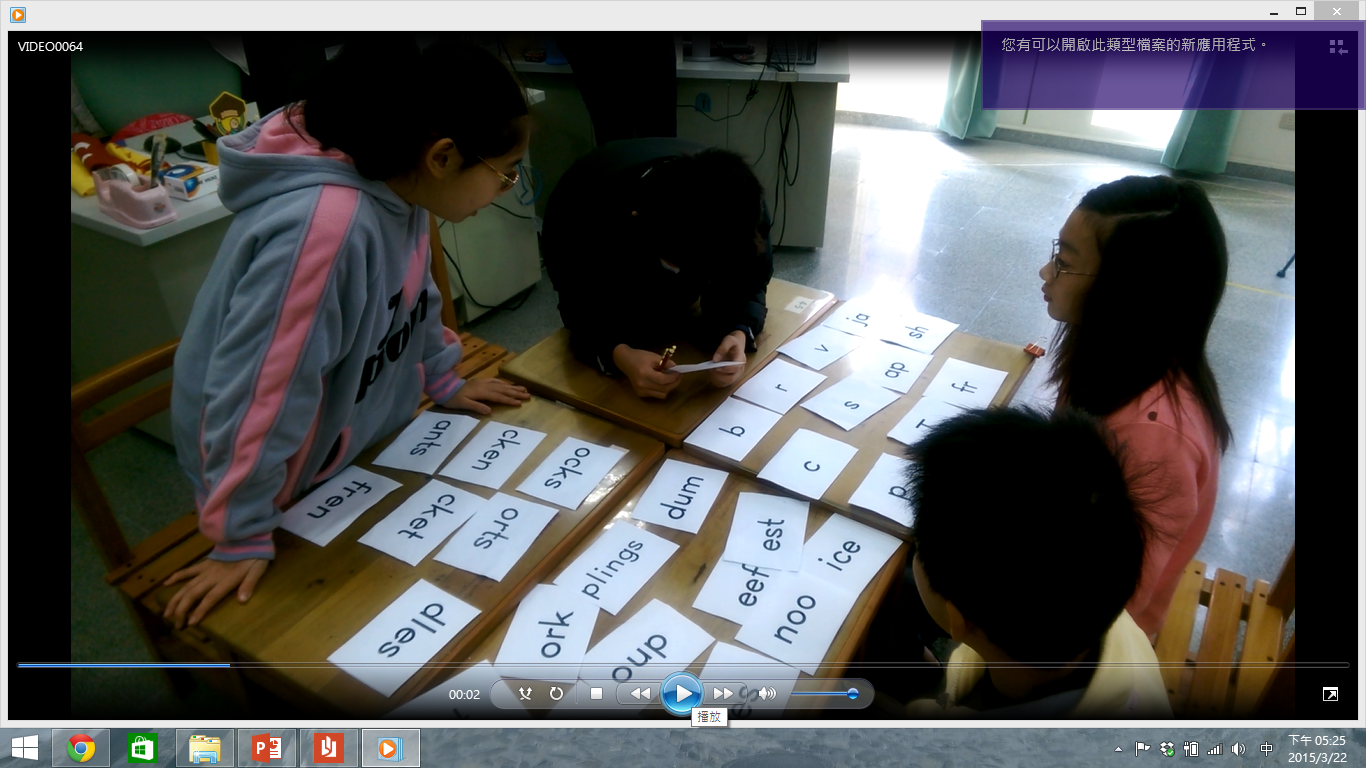 VIDEO0064
您有可以開啟此類型檔案的新應用程式。
ja
sh
v
ap
r
fr
s
b
c
ants
cken
ocks
fren
cket
orts
dum
est
ice
plings
eef
noo
ork
oup
dles
00:02
播放
中
下午 05:25
2015/3/22